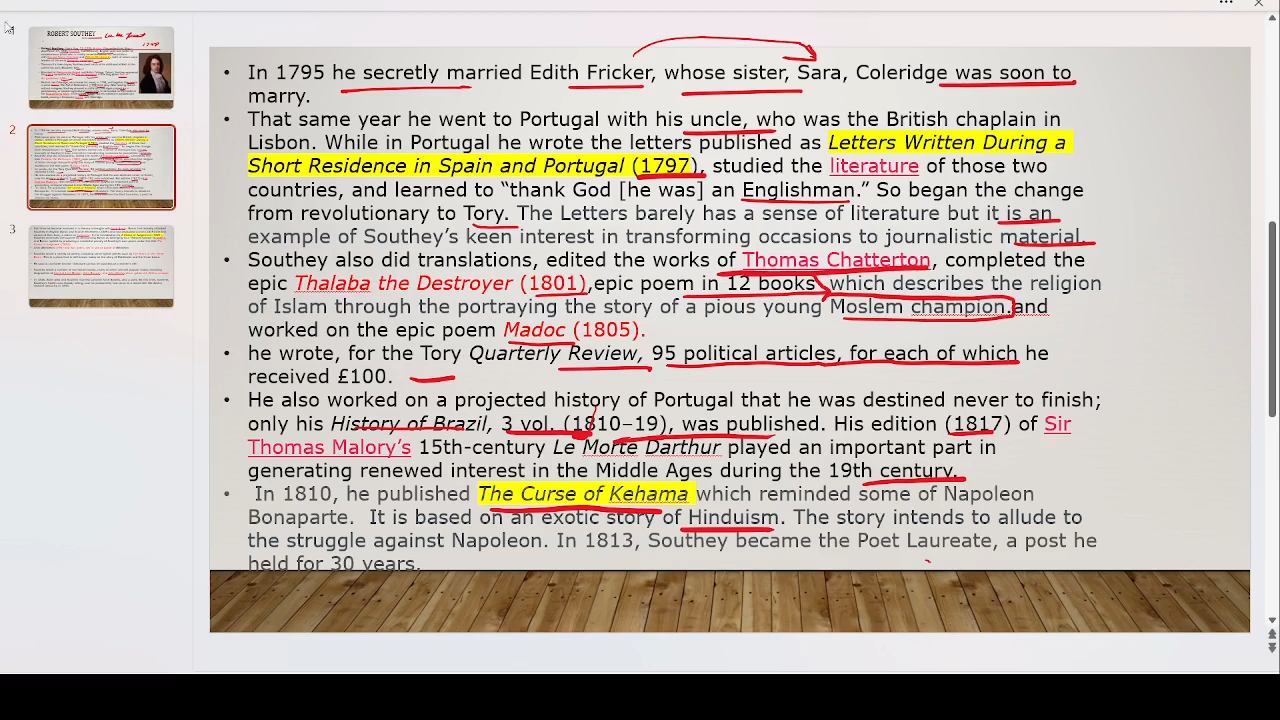 ROBERT SOUTHEY
2
3
In 1795 he secretly married Edith Fricker, whose sister, Sara, Coleridge was soon to
marry.
• That same year he went to Portugal with his uncle, who was the British chaplain in
Lisbon. While in Portugal he wrote the letters published as Letters Written During a
Short Residence in Spain and Portugal (1797), studied the literature of those two
countries, and learned to "thank God [he was] an Englishman." So began the change
from revolutionary to Tory. The Letters barely has a sense of literature but it is an
example of Southey's keen interest in transforming occasions to journalistic material.
• Southey also did translations, edited the works of Thomas Chatterton, completed the
epic Thalaba the Destroyer (1801),epic poem in 12 books which describes the religion
of Islam through the portraying the story of a pious young Moslem champion.and
worked on the epic poem Madoc (1805).
• he wrote, for the Tory Quarterly Review, 95 political articles, for each of which he
received £100.
• He also worked on a projected history of Portugal that he was destined never to finish;
only his History of Brazil, 3 vol. (1810–19), was published. His edition (1817) of Sir
Thomas Malory's 15th-century Le Morte Darthur played an important part in
generating renewed interest in the Middle Ages during the 19th century.
• In 1810, he published The Curse of Kehama which reminded some of Napoleon
Bonaparte. It is based on an exotic story of Hinduism. The story intends to allude to
the struggle against Napoleon. In 1813, Southey became the Poet Laureate, a post he
held for 30 years.